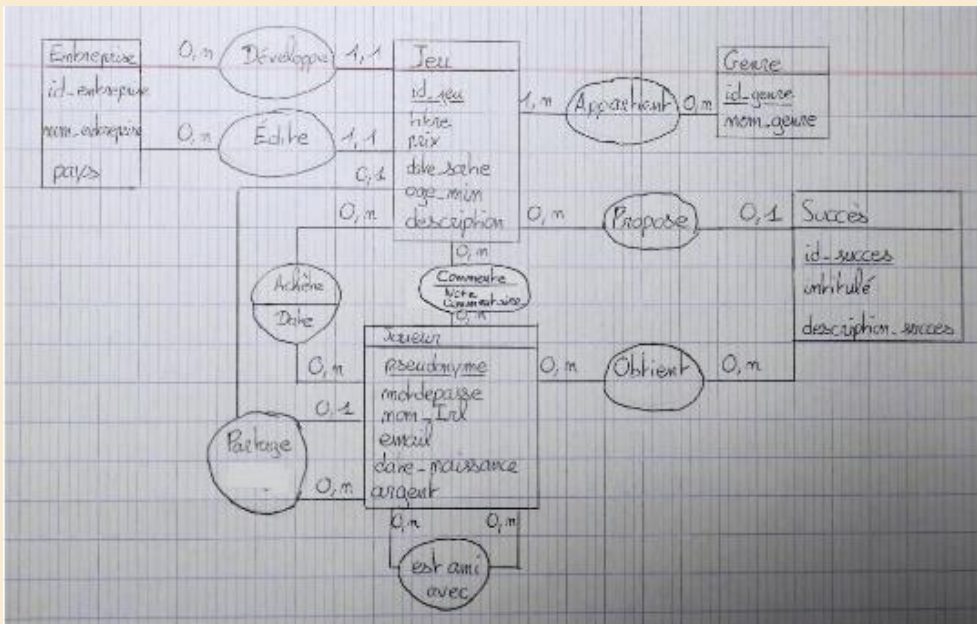 Entreprise
id_entreprise
nom_entreprise
pays
0,n
Développe
1,1
0,n
Édite
1,1
Jeu
id_jeu
titre
prix
date_sortie
age_min
description
1,n
Appartient
0,n
Genre
id_genre
nom_genre
0,1
0,n
0,n
Propose
0,1
Succès
id_succes
intitulé
description_succes
0,n
Commente
Note
Commentaire
0,n
Achète
Date
0,n
Joueur
pseudonyme
motdepasse
nom_Irl
email
date_naissance
argent
0,n
Obtient
0,n
0,1
Partage
0,n
0,n
0,n
est ami
avec